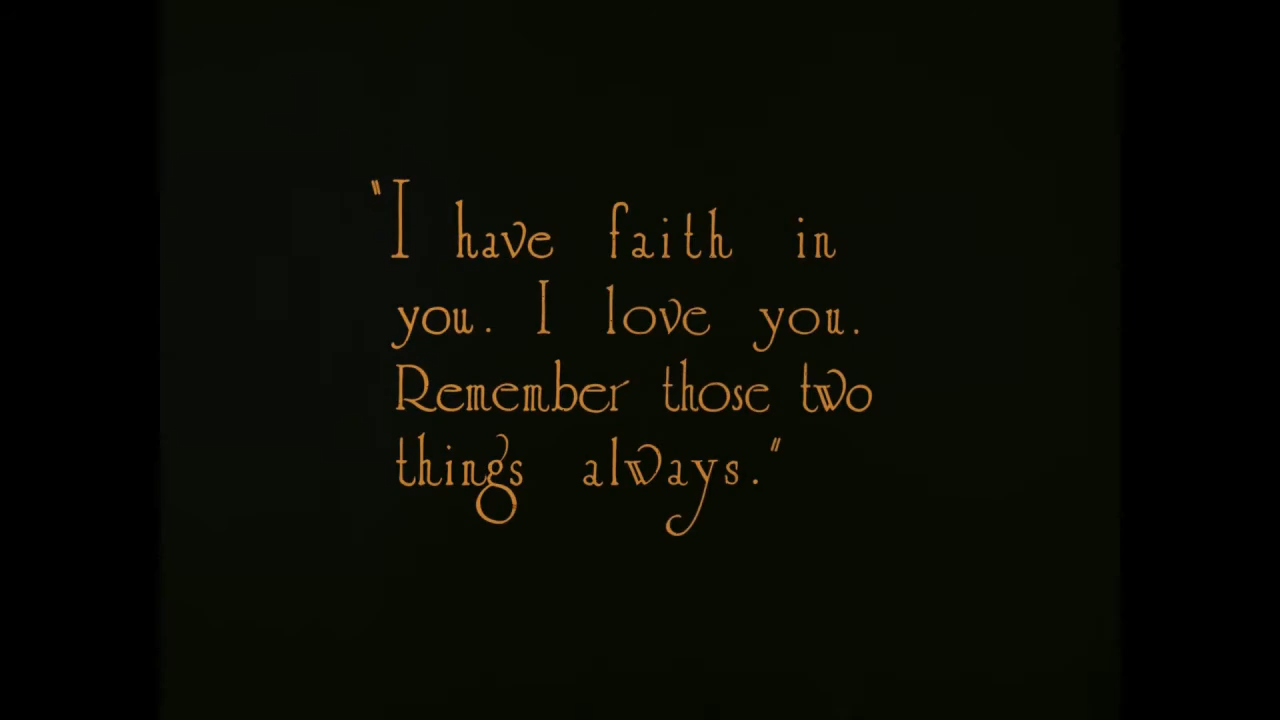 "I have faith in
you. I love you.
Remember those two
things always."